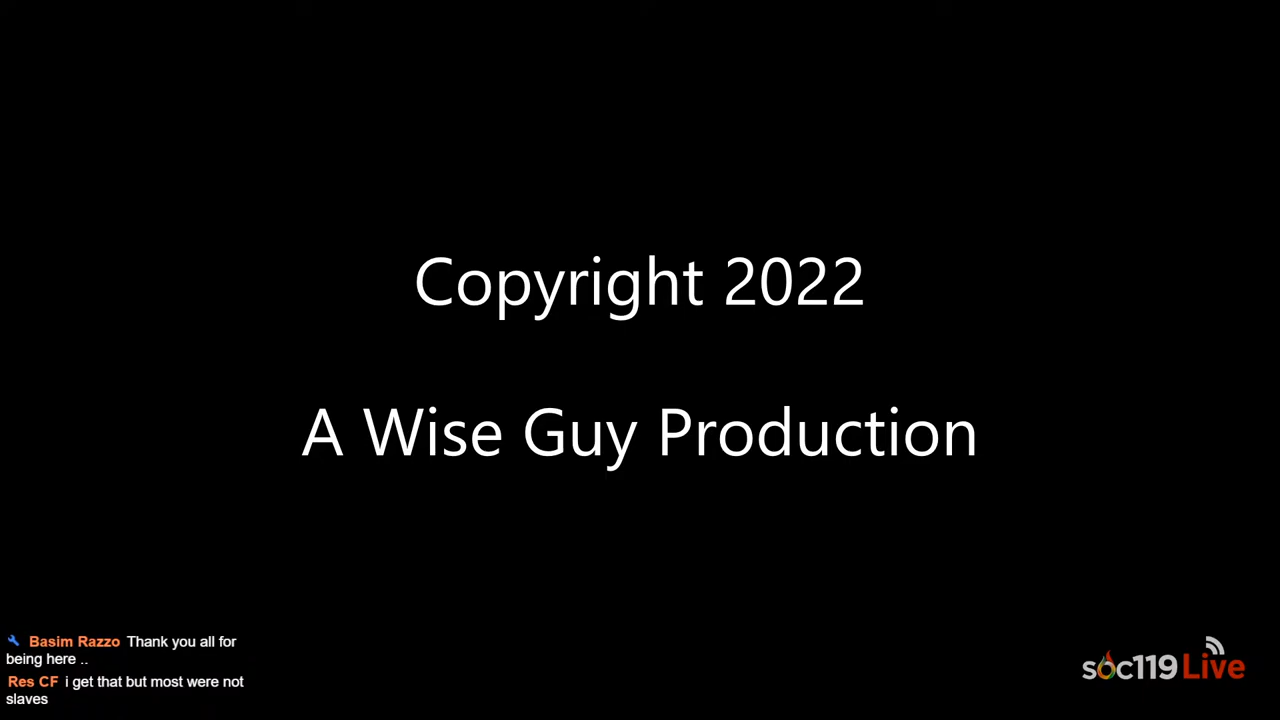 Copyright 2022
A Wise Guy Production
Basim Razzo Thank you all for
being here ..
Res CF i get that but most were not
slaves
soc119 Live